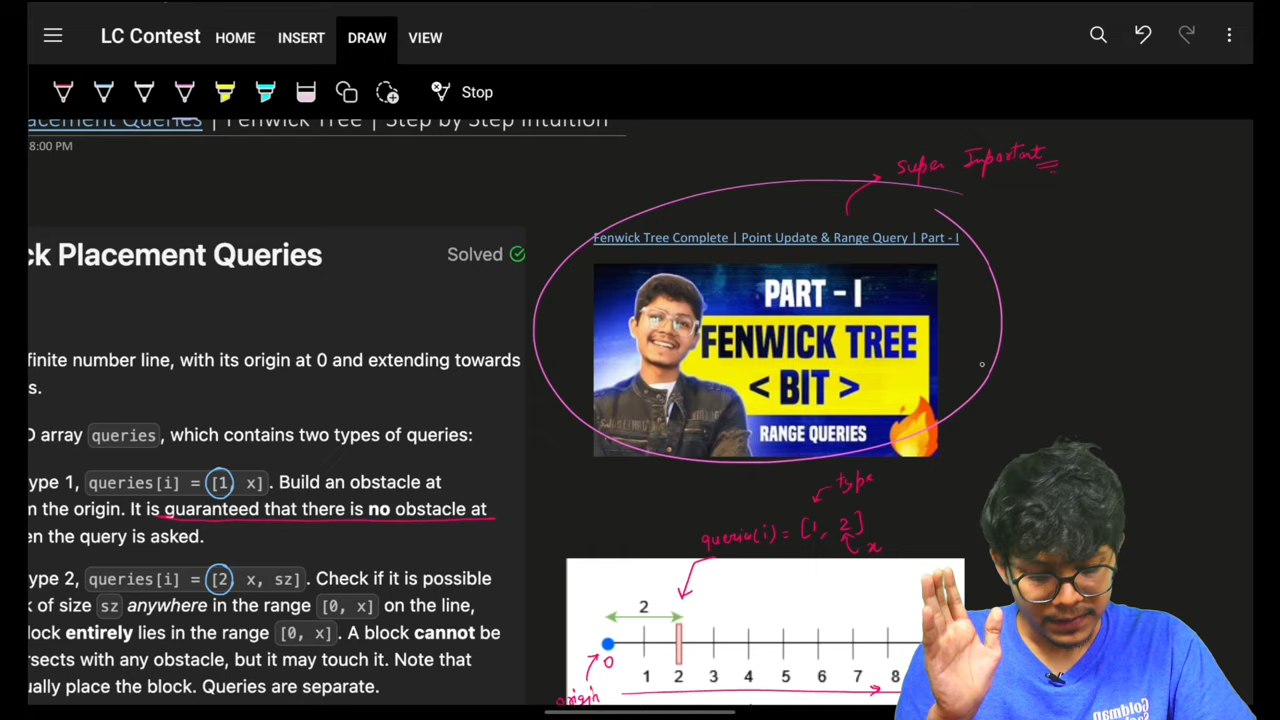 LC Contest HOME INSERT DRAW VIEW
Stop
acement Queries | Fenwick Tree | Step by Step Intuition
8:00 PM
super Important
Fenwick Tree Complete | Point Update & Range Query | Part - I
ck Placement Queries
Solved
PART - I
FENWICK TREE
< BIT >
RANGE QUERIES
finite number line, with its origin at 0 and extending towards
s.
D array queries, which contains two types of queries:
ype 1, queries[i] = [1, x]. Build an obstacle at
m the origin. It is guaranteed that there is no obstacle at
en the query is asked.
ype 2, queries[i] = [2, x, sz]. Check if it is possible
k of size sz anywhere in the range [0, x] on the line,
lock entirely lies in the range [0, x]. A block cannot be
rsects with any obstacle, but it may touch it. Note that
ually place the block. Queries are separate.
type
queries(i) = [1, 2]
x
2
0 1 2 3 4 5 6 7 8
origin
Goldman